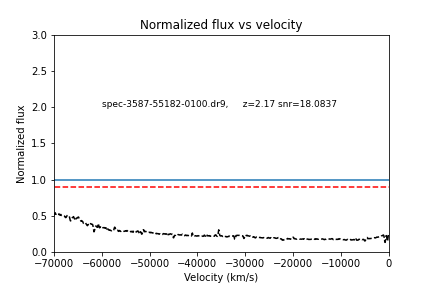 Normalized flux vs velocity
3.0
2.5
2.0
1.5
1.0
0.5
0.0
Normalized flux
spec-3587-55182-0100.dr9, z=2.17 snr=18.0837
−70000 −60000 −50000 −40000 −30000 −20000 −10000 0
Velocity (km/s)